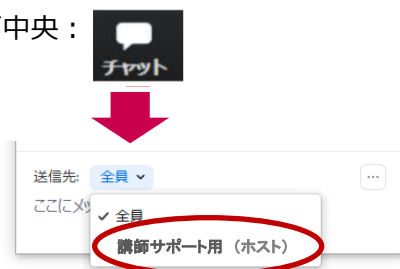 中央：
チャット
送信先: 全員
ここにメッ
✓ 全員
講師サポート用 （ホスト）